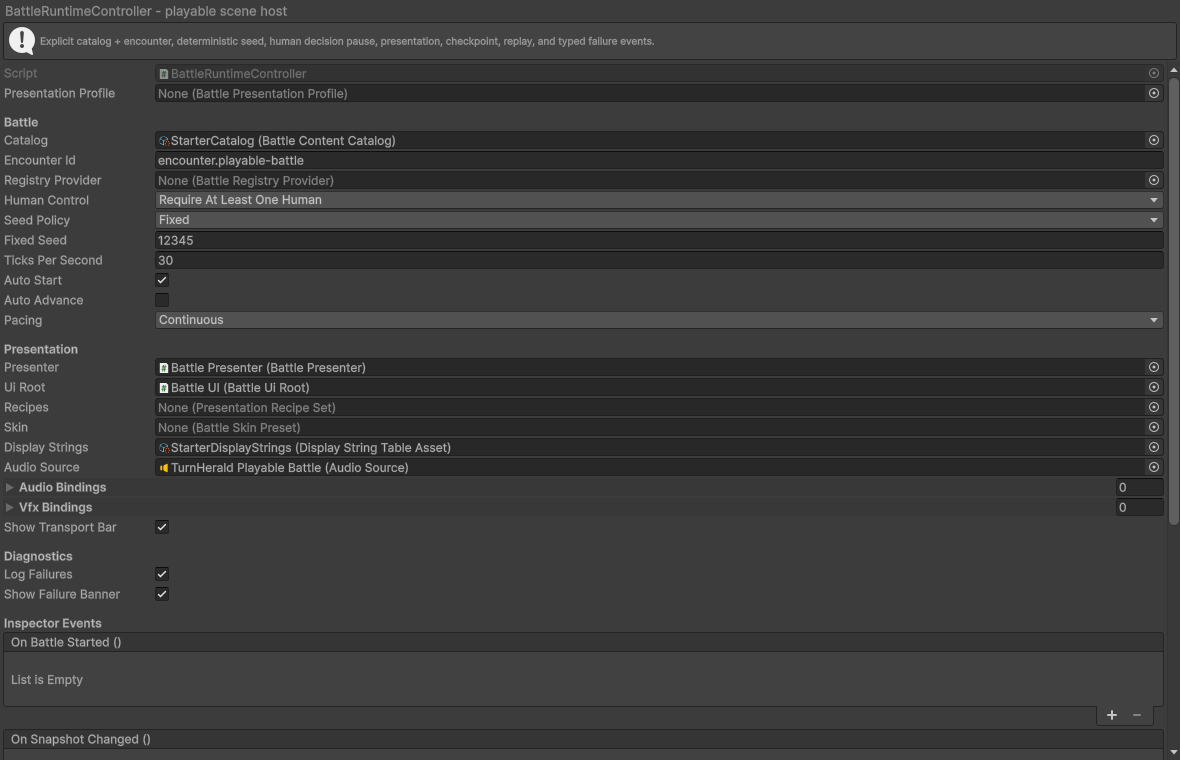 BattleRuntimeController - playable scene host
Explicit catalog + encounter, deterministic seed, human decision pause, presentation, checkpoint, replay, and typed failure events.
Script BattleRuntimeController
Presentation Profile None (Battle Presentation Profile)
Battle
Catalog StarterCatalog (Battle Content Catalog)
Encounter Id encounter.playable-battle
Registry Provider None (Battle Registry Provider)
Human Control Require At Least One Human
Seed Policy Fixed
Fixed Seed 12345
Ticks Per Second 30
Auto Start
Auto Advance
Pacing Continuous
Presentation
Presenter Battle Presenter (Battle Presenter)
Ui Root Battle UI (Battle Ui Root)
Recipes None (Presentation Recipe Set)
Skin None (Battle Skin Preset)
Display Strings StarterDisplayStrings (Display String Table Asset)
Audio Source TurnHerald Playable Battle (Audio Source)
Audio Bindings 0
Vfx Bindings 0
Show Transport Bar
Diagnostics
Log Failures
Show Failure Banner
Inspector Events
On Battle Started ()
List is Empty
On Snapshot Changed ()